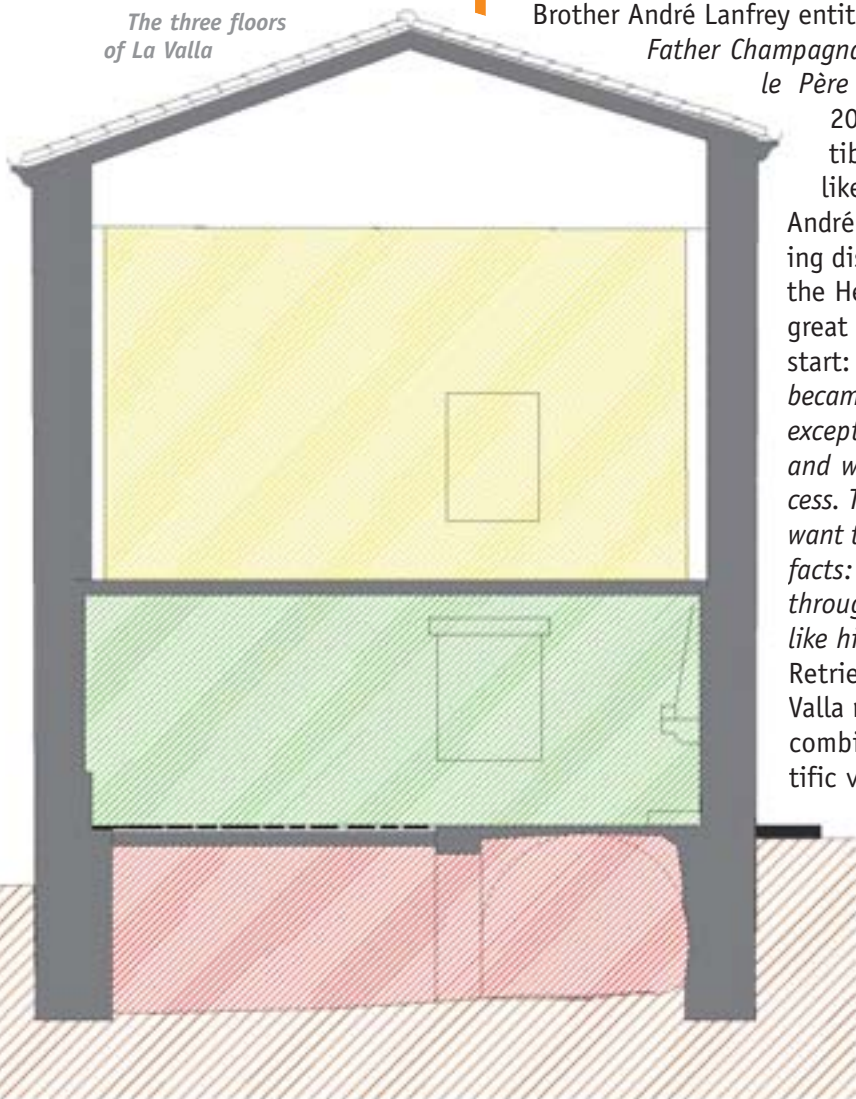 The three floors
of La Valla
Brother André Lanfrey entit
Father Champagna
le Père
20
tib
like
André
ing dis
the He
great
start:
becam
except
and w
cess. T
want t
facts:
throug
like hi
Retrie
Valla r
combi
tific v